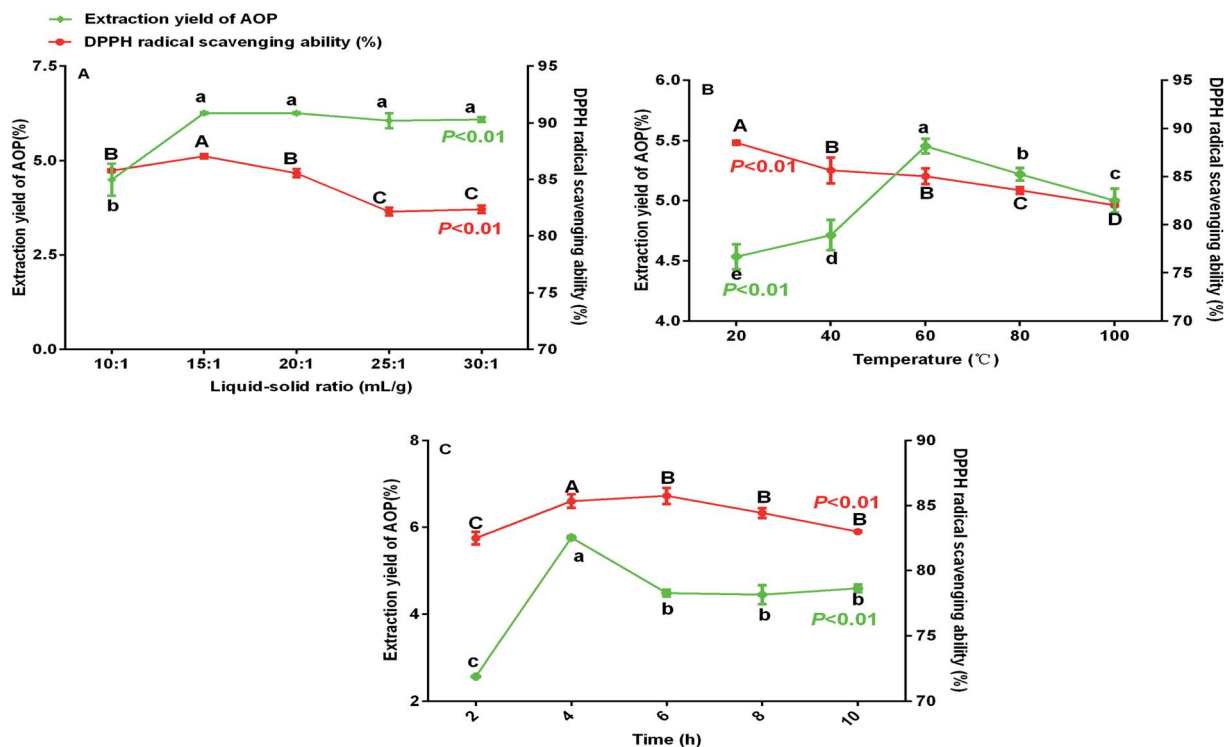 Extraction yield of AOP
DPPH radical scavenging ability (%)
A
Extraction yield of AOP(%)
7.5
5.0
2.5
0.0
95
90
85
80
75
70
DPPH radical scavenging ability (%)
a
a
a
a
b
B
A
B
C
C
P<0.01
P<0.01
10:1 15:1 20:1 25:1 30:1
Liquid-solid ratio (mL/g)
B
Extraction yield of AOP(%)
6.0
5.5
5.0
4.5
4.0
95
90
85
80
75
70
DPPH radical scavenging ability (%)
A
B
B
C
D
e
d
a
b
c
P<0.01
P<0.01
20 40 60 80 100
Temperature (℃)
C
Extraction yield of AOP(%)
8
6
4
2
90
85
80
75
70
DPPH radical scavenging ability (%)
C
A
B
B
B
c
a
b
b
b
P<0.01
P<0.01
2 4 6 8 10
Time (h)